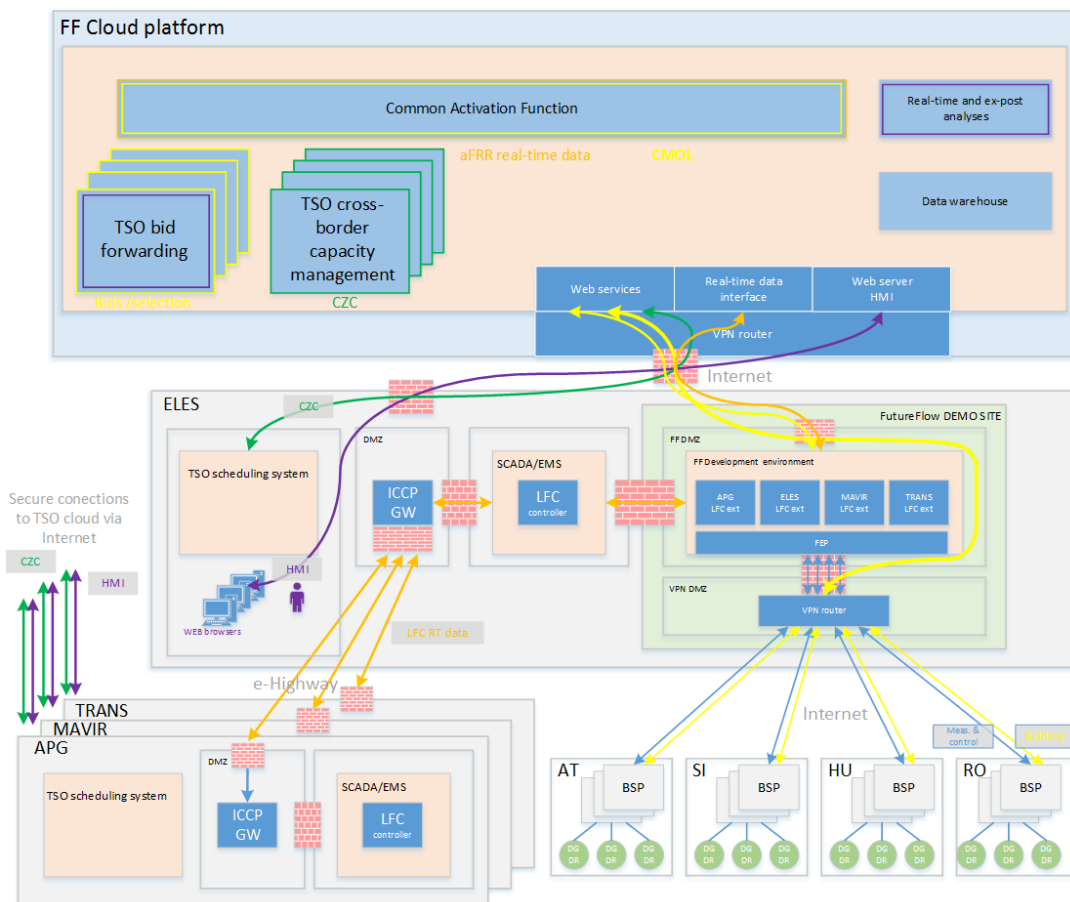 FF Cloud platform
Common Activation Function
Real-time and ex-post
analyses
aFRR real-time data
CMOL
TSO bid
forwarding
Bids /selection
TSO cross-
border
capacity
management
CZC
Data warehouse
Web services
Real-time data
interface
Web server
HMI
VPN router
Internet
ELES
CZC
TSO scheduling system
HMI
WEB browsers
DMZ
ICCP
GW
SCADA/EMS
LFC
controller
LFC RT data
FutureFlow DEMO SITE
FF DMZ
FF Development environment
APG
LFC ext
ELES
LFC ext
MAVIR
LFC ext
TRANS
LFC ext
FEP
VPN DMZ
VPN router
Secure conections
to TSO cloud via
Internet
CZC
HMI
e-Highway
TRANS
MAVIR
APG
TSO scheduling system
DMZ
ICCP
GW
SCADA/EMS
LFC
controller
Internet
Meas. &
control
AT
BSP
DG
DR
DG
DR
DG
DR
SI
BSP
DG
DR
DG
DR
DG
DR
HU
BSP
DG
DR
DG
DR
DG
DR
RO
BSP
DG
DR
DG
DR
DG
DR